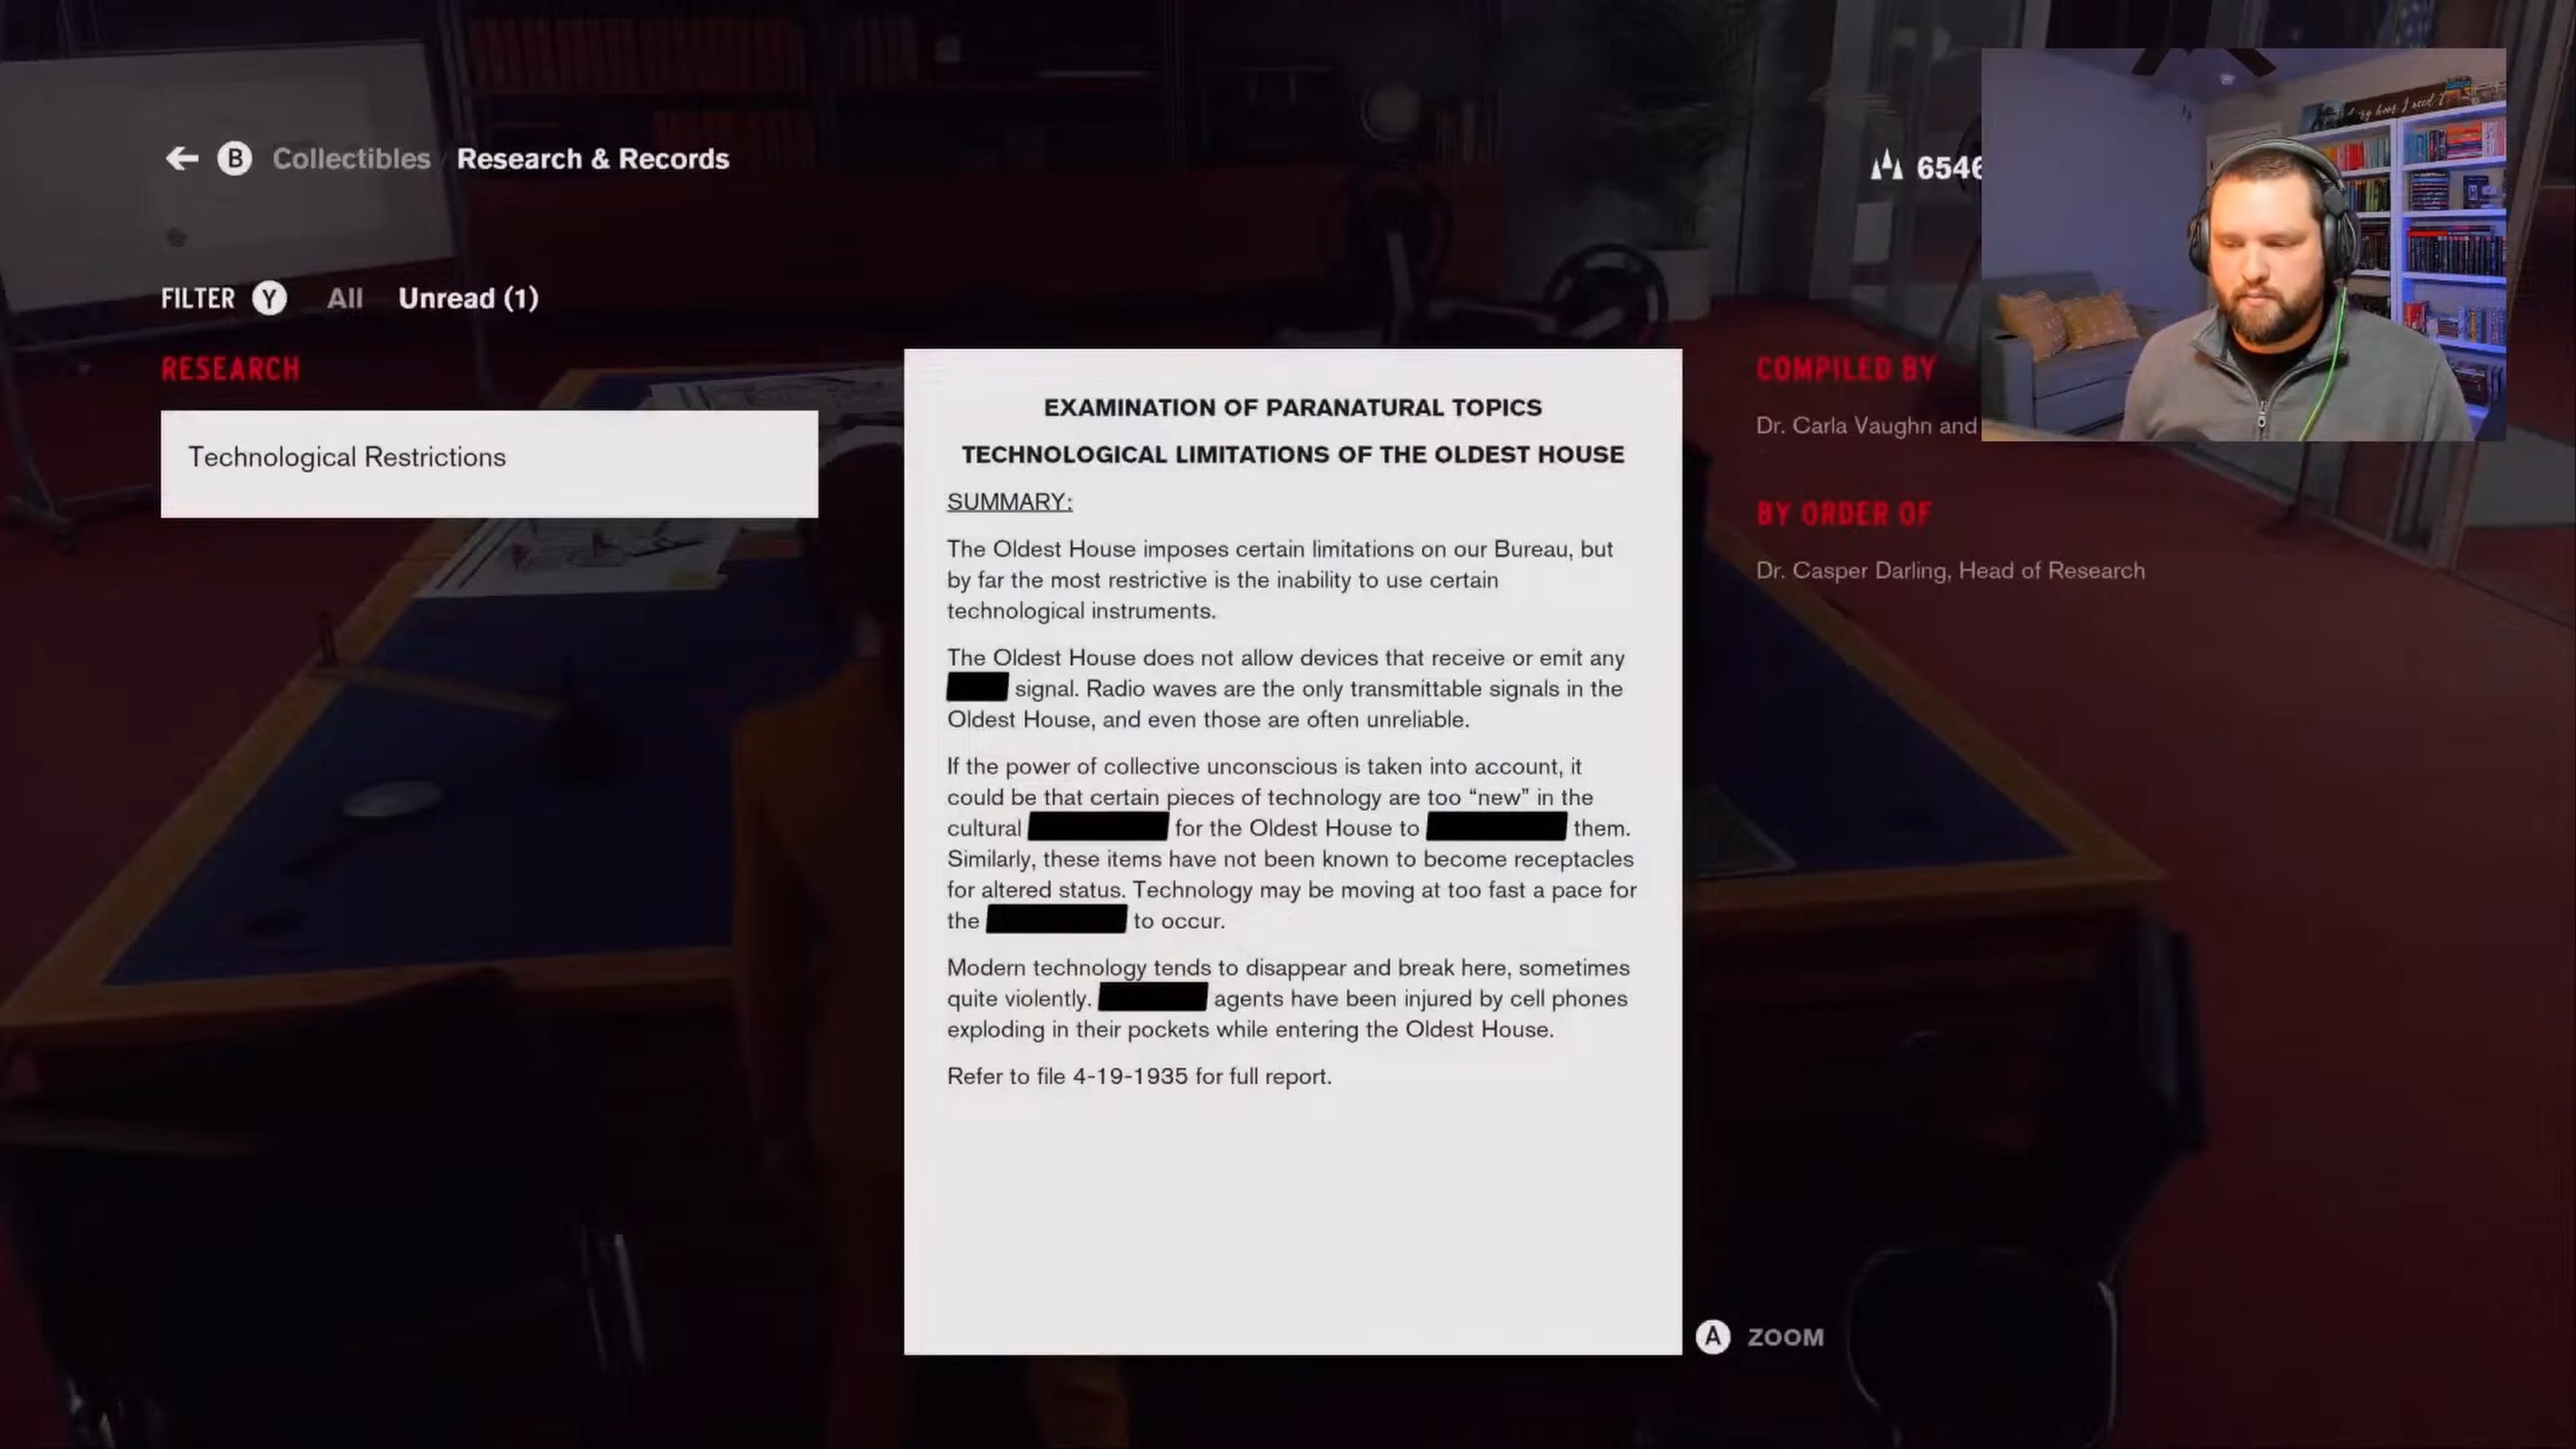 B Collectibles Research & Records
6546
FILTER Y All Unread (1)
RESEARCH
Technological Restrictions
EXAMINATION OF PARANATURAL TOPICS
TECHNOLOGICAL LIMITATIONS OF THE OLDEST HOUSE
SUMMARY:
The Oldest House imposes certain limitations on our Bureau, but
by far the most restrictive is the inability to use certain
technological instruments.
The Oldest House does not allow devices that receive or emit any
signal. Radio waves are the only transmittable signals in the
Oldest House, and even those are often unreliable.
If the power of collective unconscious is taken into account, it
could be that certain pieces of technology are too “new” in the
cultural for the Oldest House to them.
Similarly, these items have not been known to become receptacles
for altered status. Technology may be moving at too fast a pace for
the to occur.
Modern technology tends to disappear and break here, sometimes
quite violently. agents have been injured by cell phones
exploding in their pockets while entering the Oldest House.
Refer to file 4-19-1935 for full report.
COMPILED BY
Dr. Carla Vaughn and
BY ORDER OF
Dr. Casper Darling, Head of Research
A ZOOM